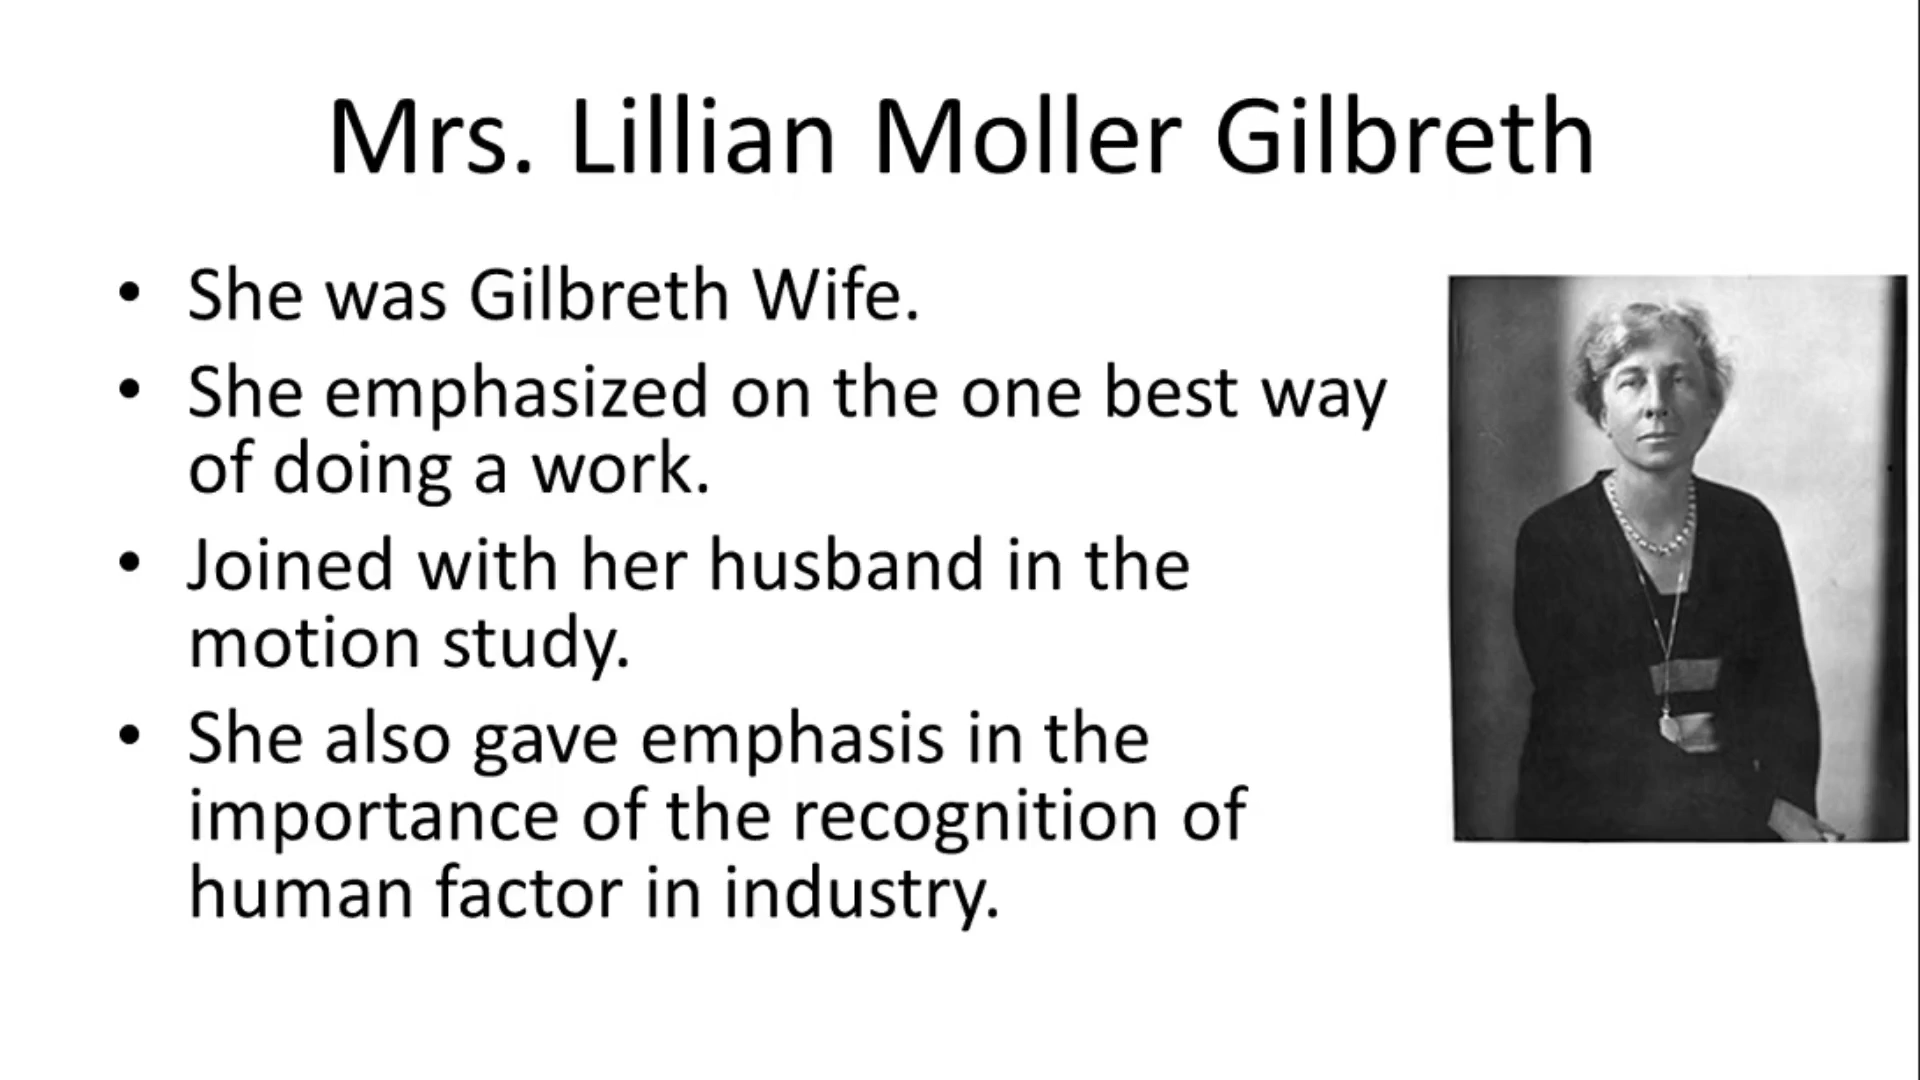 Mrs. Lillian Moller Gilbreth
• She was Gilbreth Wife.
• She emphasized on the one best way
of doing a work.
• Joined with her husband in the
motion study.
• She also gave emphasis in the
importance of the recognition of
human factor in industry.